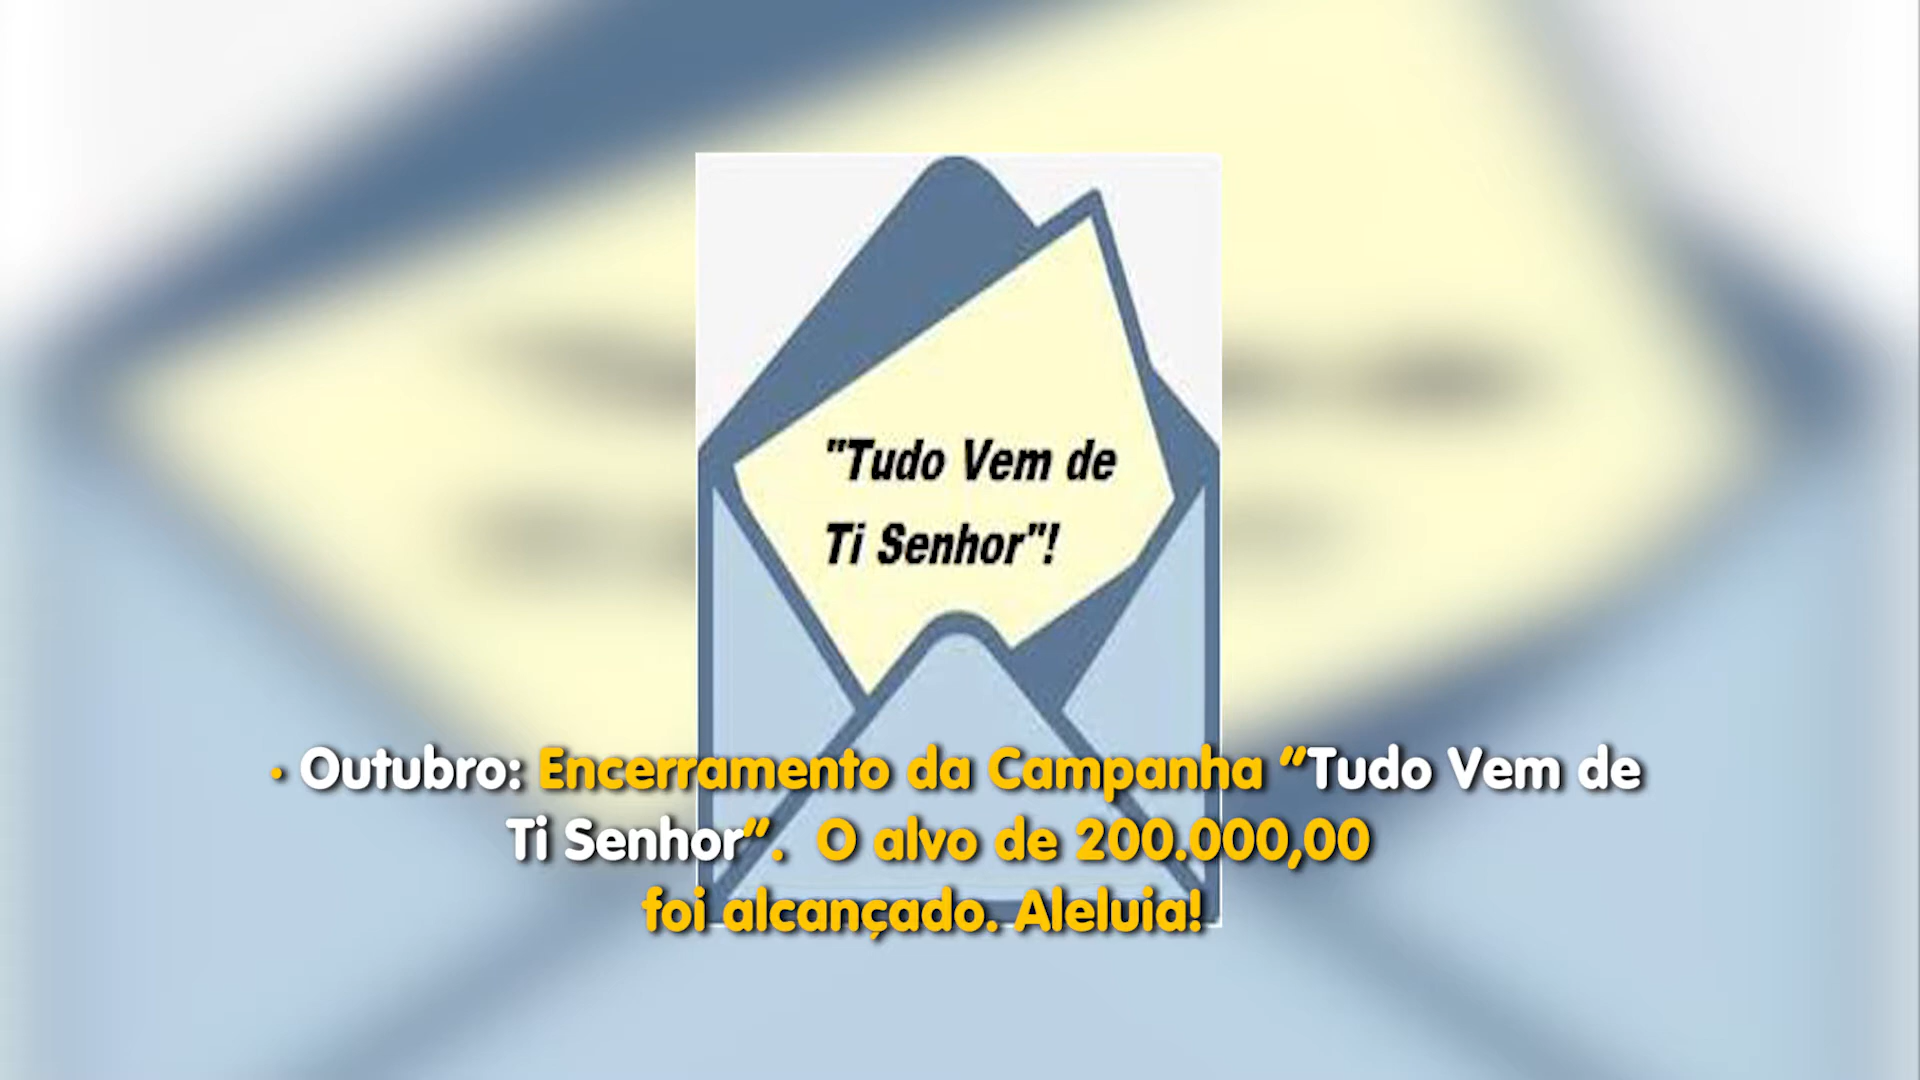 "Tudo Vem de
Ti Senhor"!
· Outubro: Encerramento da Campanha “Tudo Vem de
Ti Senhor”. O alvo de 200.000,00
foi alcançado. Aleluia!